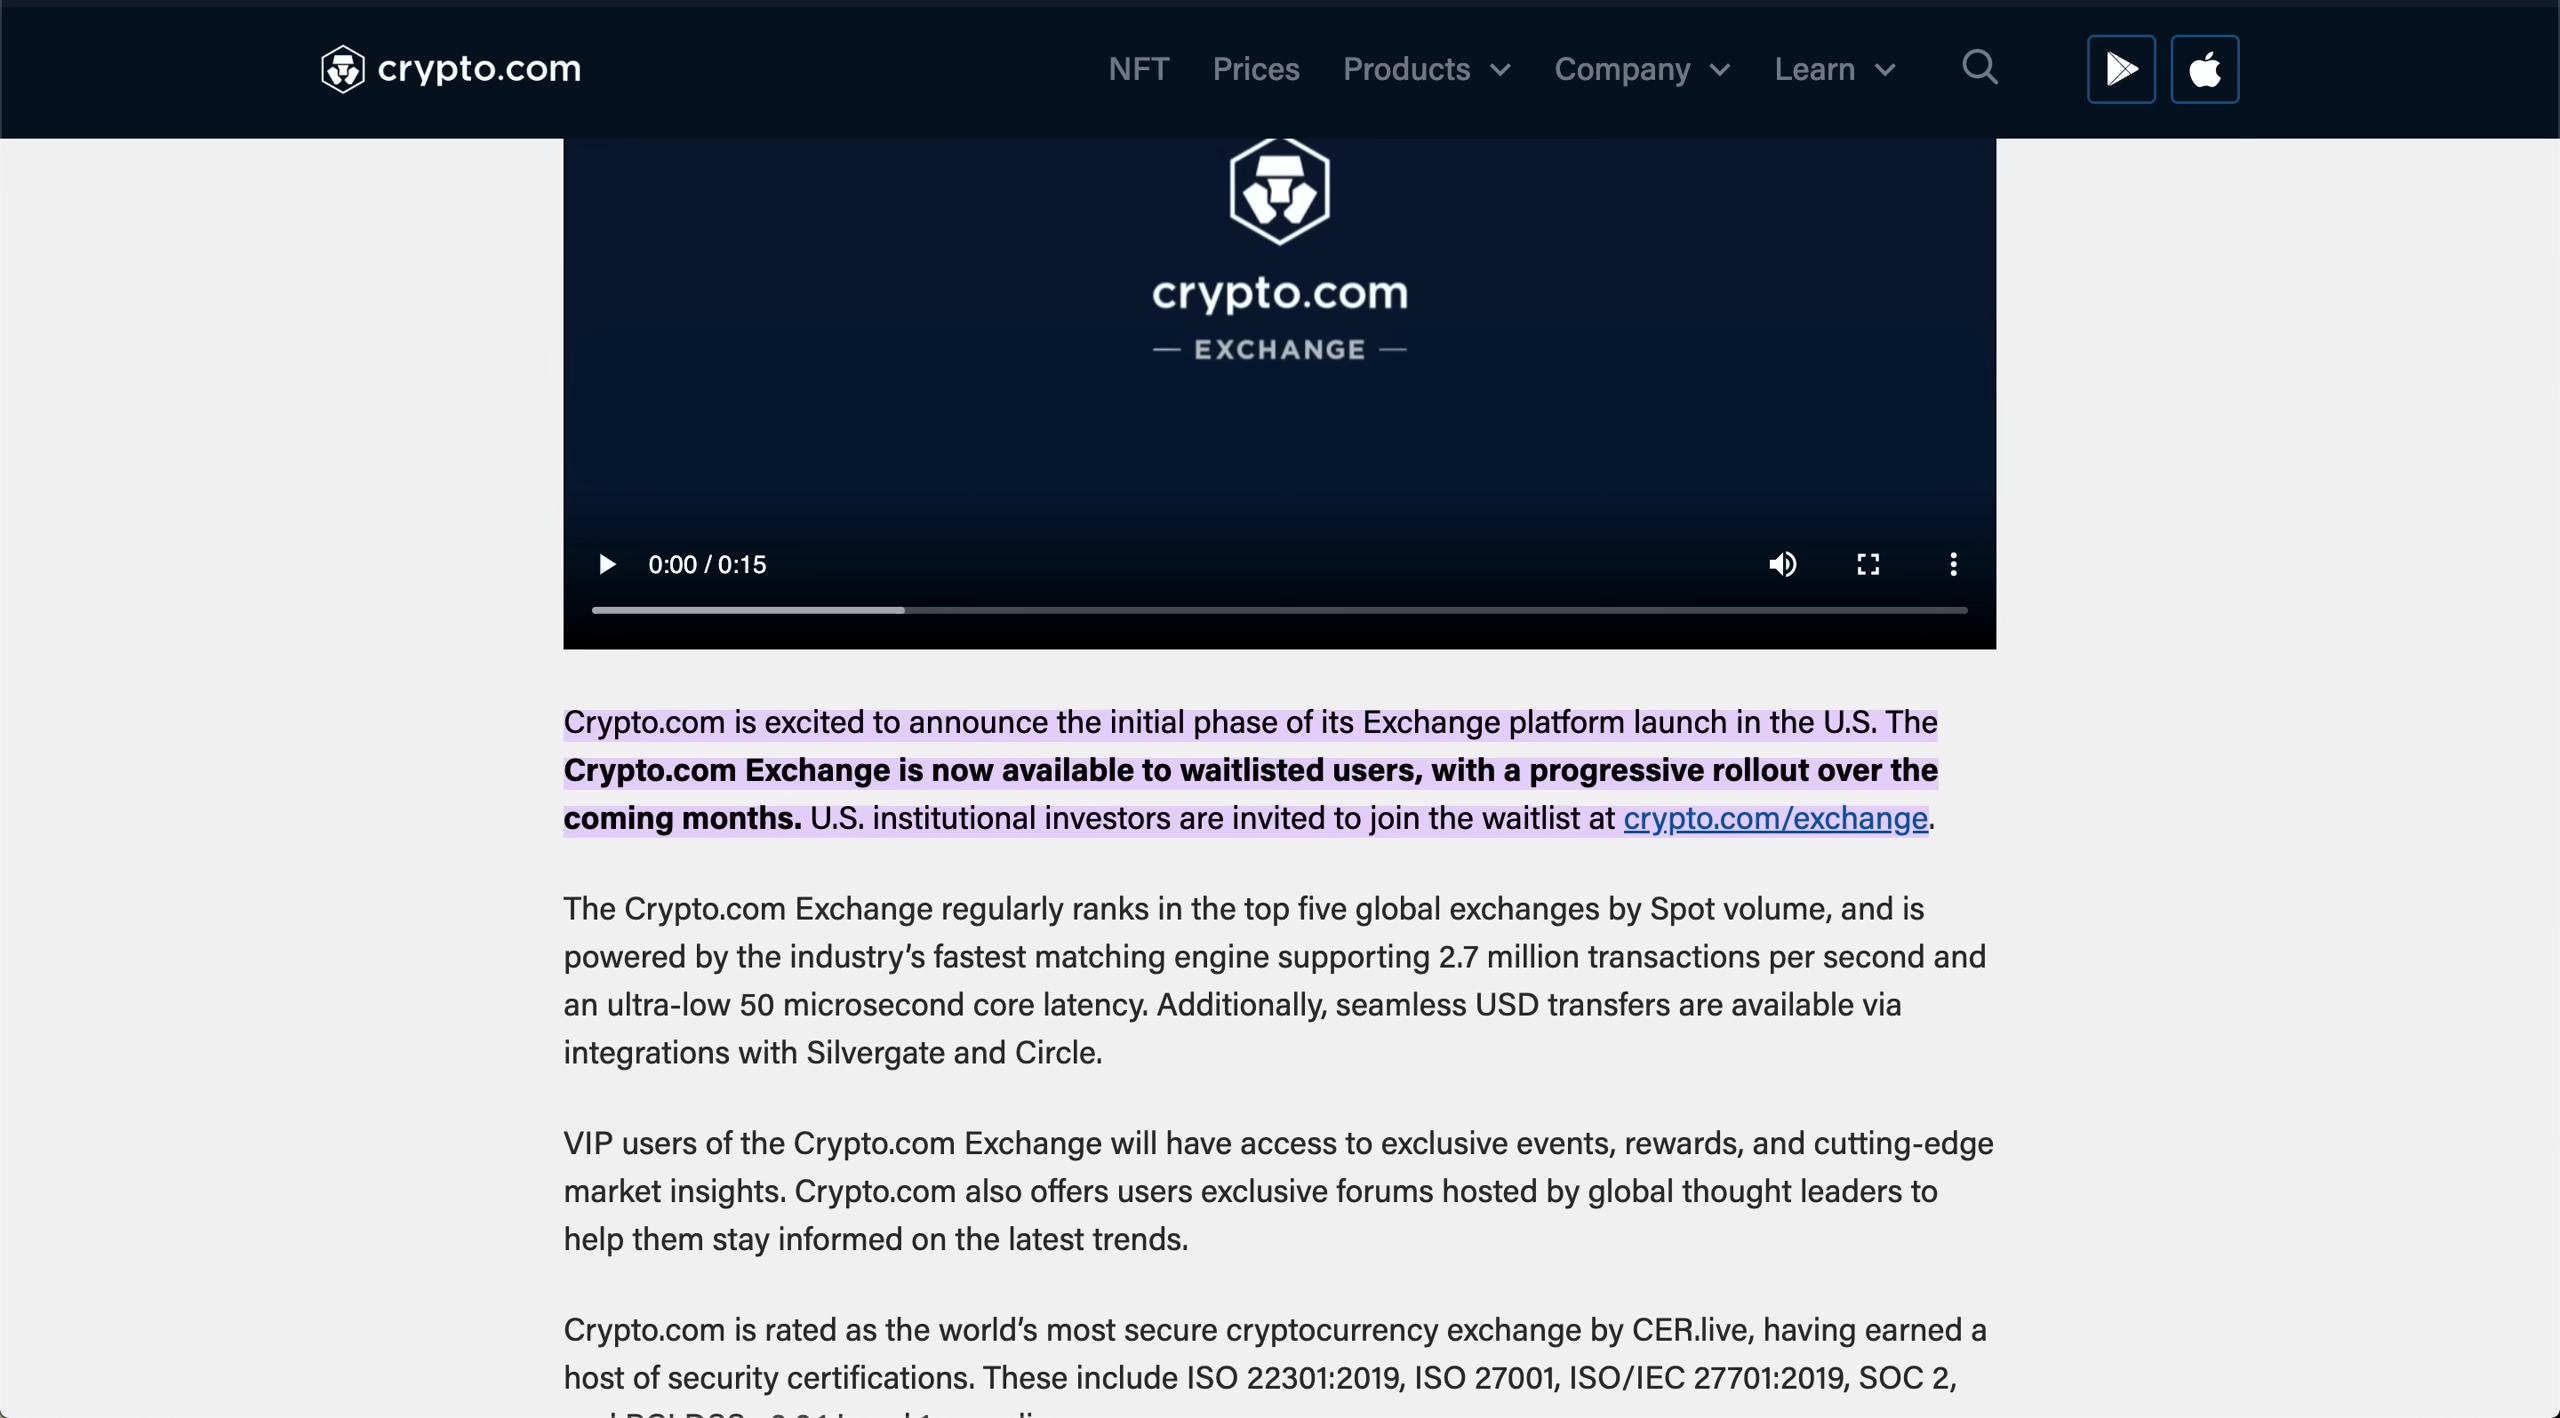 crypto.com
NFT Prices Products Company Learn
crypto.com
EXCHANGE
0:00 / 0:15
Crypto.com is excited to announce the initial phase of its Exchange platform launch in the U.S. The
Crypto.com Exchange is now available to waitlisted users, with a progressive rollout over the
coming months. U.S. institutional investors are invited to join the waitlist at crypto.com/exchange.
The Crypto.com Exchange regularly ranks in the top five global exchanges by Spot volume, and is
powered by the industry’s fastest matching engine supporting 2.7 million transactions per second and
an ultra-low 50 microsecond core latency. Additionally, seamless USD transfers are available via
integrations with Silvergate and Circle.
VIP users of the Crypto.com Exchange will have access to exclusive events, rewards, and cutting-edge
market insights. Crypto.com also offers users exclusive forums hosted by global thought leaders to
help them stay informed on the latest trends.
Crypto.com is rated as the world’s most secure cryptocurrency exchange by CER.live, having earned a
host of security certifications. These include ISO 22301:2019, ISO 27001, ISO/IEC 27701:2019, SOC 2,